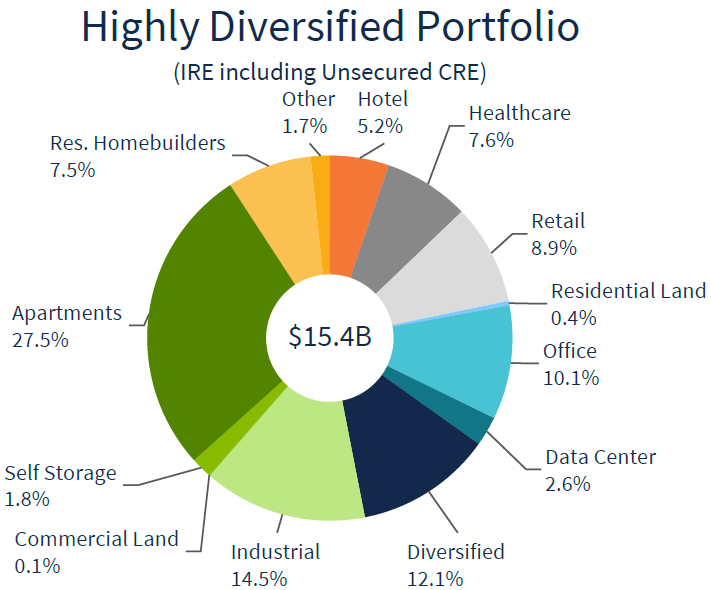 Highly Diversified Portfolio
(IRE including Unsecured CRE)
Other
1.7%
Hotel
5.2%
Healthcare
7.6%
Res. Homebuilders
7.5%
Retail
8.9%
Residential Land
0.4%
Apartments
27.5%
$15.4B
Office
10.1%
Data Center
2.6%
Self Storage
1.8%
Commercial Land
0.1%
Industrial
14.5%
Diversified
12.1%